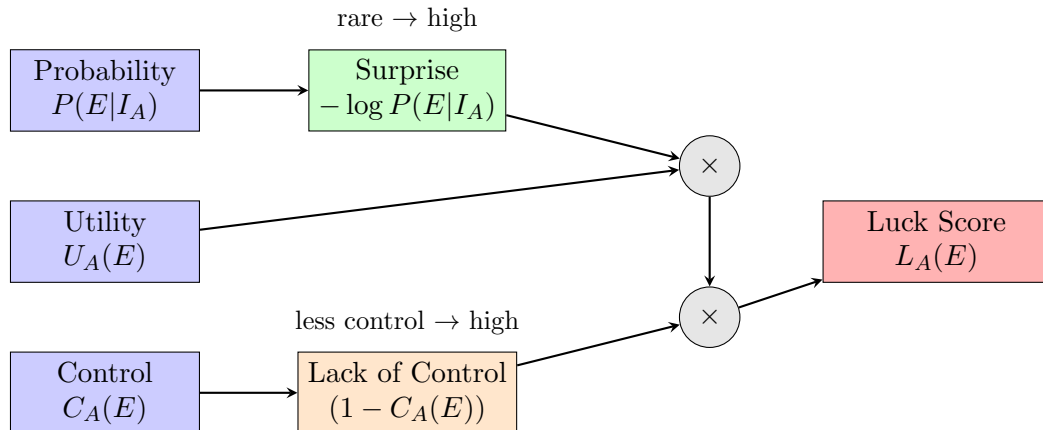 rare → high
Probability
P(E|I_A)
Surprise
− log P(E|I_A)
×
Utility
U_A(E)
Luck Score
L_A(E)
less control → high
×
Control
C_A(E)
Lack of Control
(1 − C_A(E))